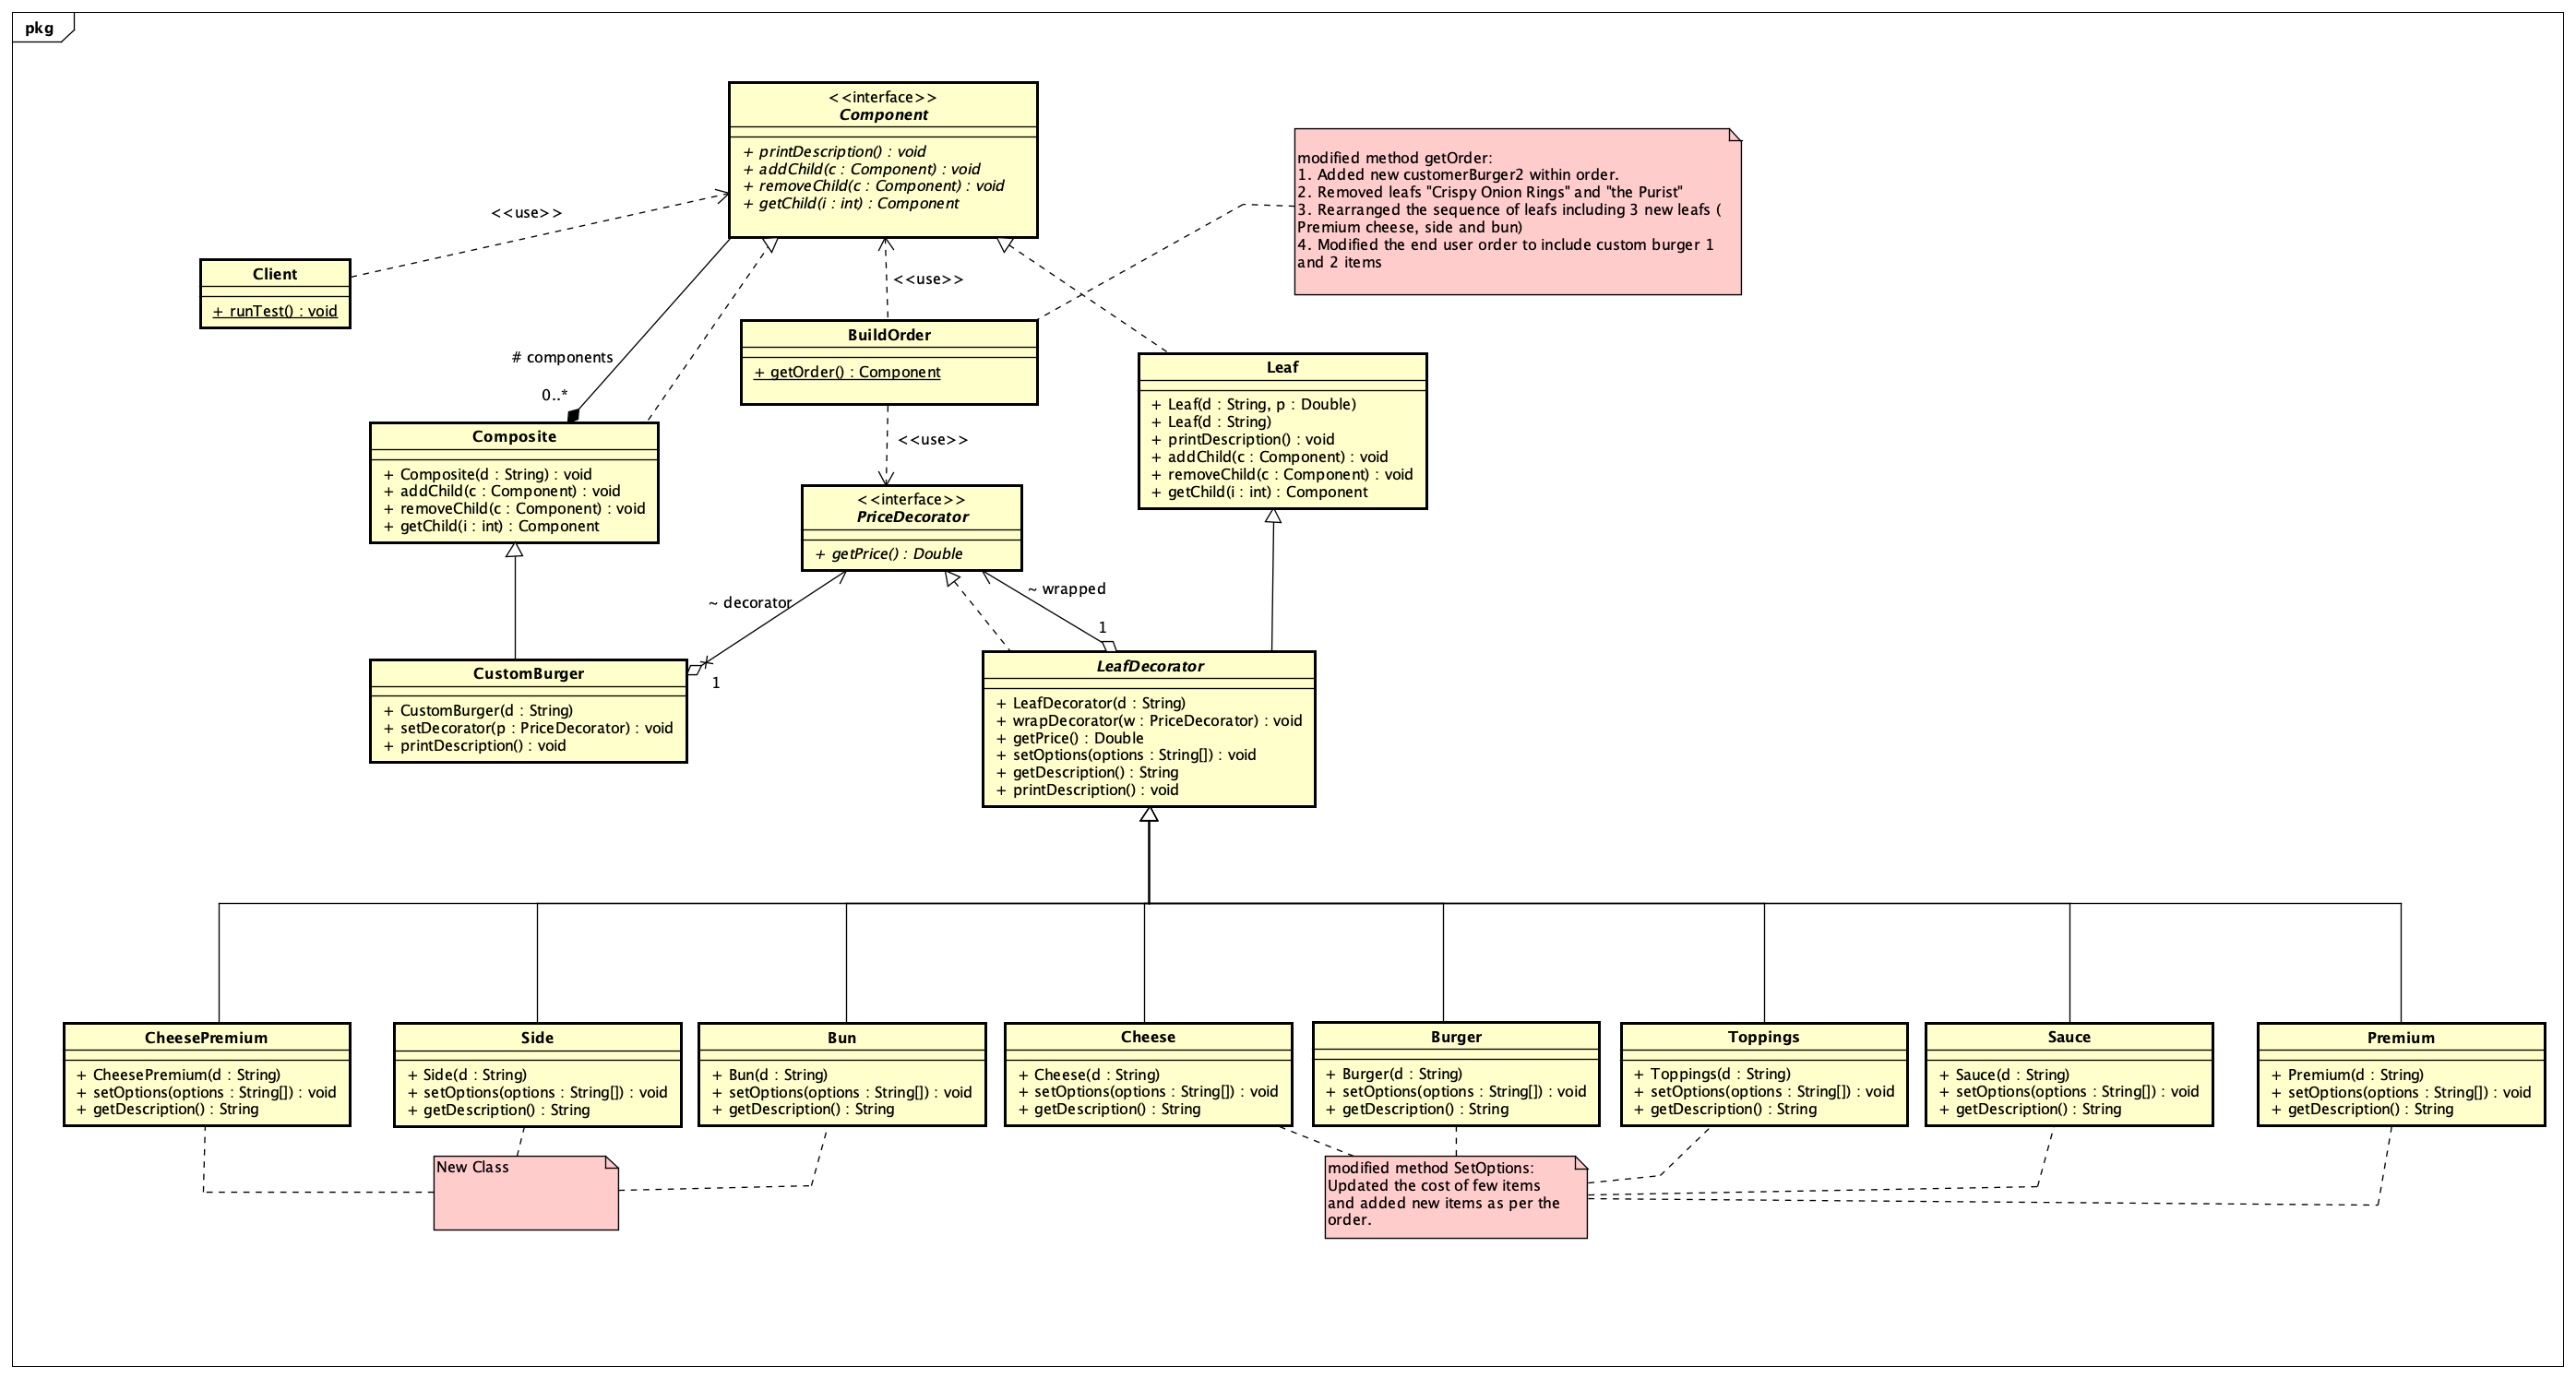 pkg
<<interface>>
Component
+ printDescription() : void
+ addChild(c : Component) : void
+ removeChild(c : Component) : void
+ getChild(i : int) : Component
modified method getOrder:
1. Added new customerBurger2 within order.
2. Removed leafs "Crispy Onion Rings" and "the Purist"
3. Rearranged the sequence of leafs including 3 new leafs (
Premium cheese, side and bun)
4. Modified the end user order to include custom burger 1
and 2 items
<<use>>
Client
+ runTest() : void
<<use>>
# components
0..*
BuildOrder
+ getOrder() : Component
Leaf
+ Leaf(d : String, p : Double)
+ Leaf(d : String)
+ printDescription() : void
+ addChild(c : Component) : void
+ removeChild(c : Component) : void
+ getChild(i : int) : Component
Composite
+ Composite(d : String) : void
+ addChild(c : Component) : void
+ removeChild(c : Component) : void
+ getChild(i : int) : Component
<<use>>
<<interface>>
PriceDecorator
+ getPrice() : Double
~ decorator
1
~ wrapped
1
CustomBurger
+ CustomBurger(d : String)
+ setDecorator(p : PriceDecorator) : void
+ printDescription() : void
LeafDecorator
+ LeafDecorator(d : String)
+ wrapDecorator(w : PriceDecorator) : void
+ getPrice() : Double
+ setOptions(options : String[]) : void
+ getDescription() : String
+ printDescription() : void
CheesePremium
+ CheesePremium(d : String)
+ setOptions(options : String[]) : void
+ getDescription() : String
Side
+ Side(d : String)
+ setOptions(options : String[]) : void
+ getDescription() : String
Bun
+ Bun(d : String)
+ setOptions(options : String[]) : void
+ getDescription() : String
Cheese
+ Cheese(d : String)
+ setOptions(options : String[]) : void
+ getDescription() : String
Burger
+ Burger(d : String)
+ setOptions(options : String[]) : void
+ getDescription() : String
Toppings
+ Toppings(d : String)
+ setOptions(options : String[]) : void
+ getDescription() : String
Sauce
+ Sauce(d : String)
+ setOptions(options : String[]) : void
+ getDescription() : String
Premium
+ Premium(d : String)
+ setOptions(options : String[]) : void
+ getDescription() : String
New Class
modified method SetOptions:
Updated the cost of few items
and added new items as per the
order.